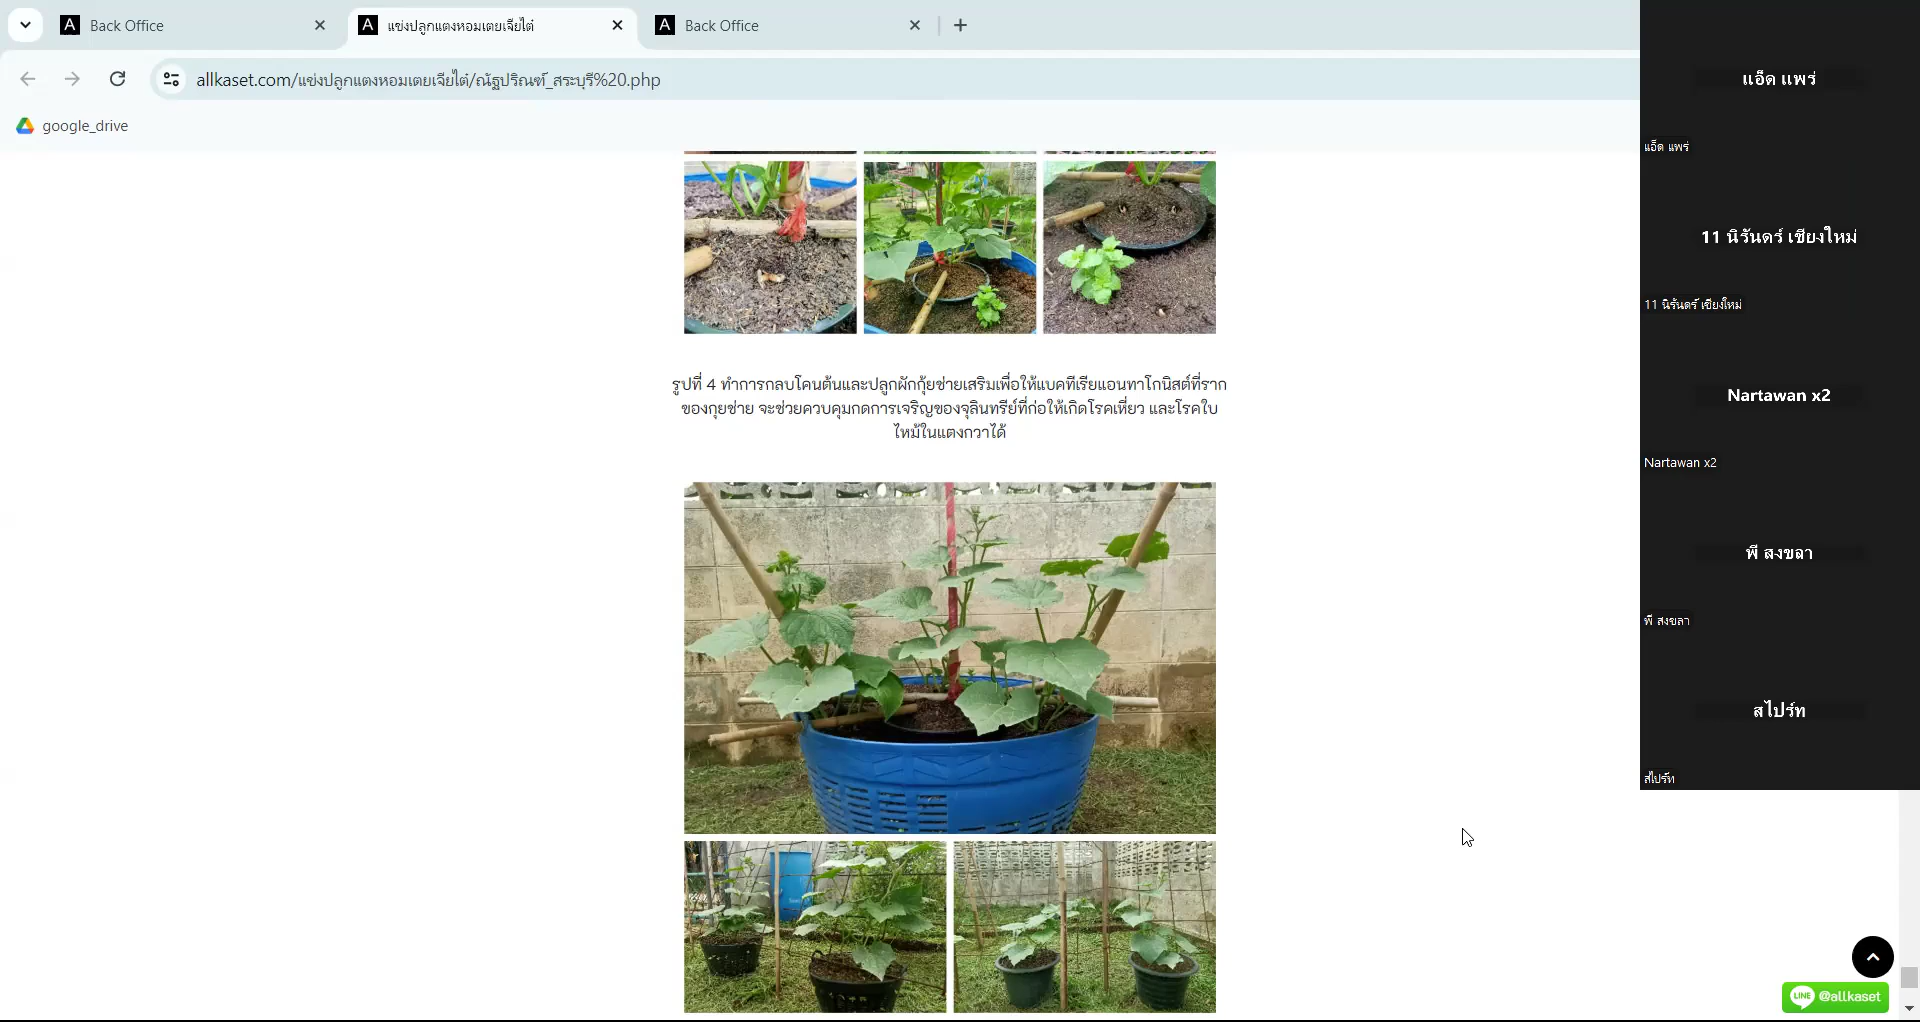 Back Office
แข่งปลูกแตงหอมเตยเจียไต๋
Back Office
allkaset.com/แข่งปลูกแตงหอมเตยเจียไต๋/ณัฐปริณฑ์_สระบุรี%20.php
google_drive
รูปที่ 4 ทำการกลบโคนต้นและปลูกผักกุ้ยช่ายเสริมเพื่อให้แบคทีเรียแอนทาโกนิสต์ที่ราก
ของกุยช่าย จะช่วยควบคุมกดการเจริญของจุลินทรีย์ที่ก่อให้เกิดโรคเหี่ยว และโรคใบ
ไหม้ในแตงกวาได้
แอ็ด แพร่
แอ็ด แพร่
11 นิรันดร์ เชียงใหม่
11 นิรันดร์ เชียงใหม่
Nartawan x2
Nartawan x2
พี สงขลา
พี สงขลา
สไปร์ท
สไปร์ท
LINE @allkaset